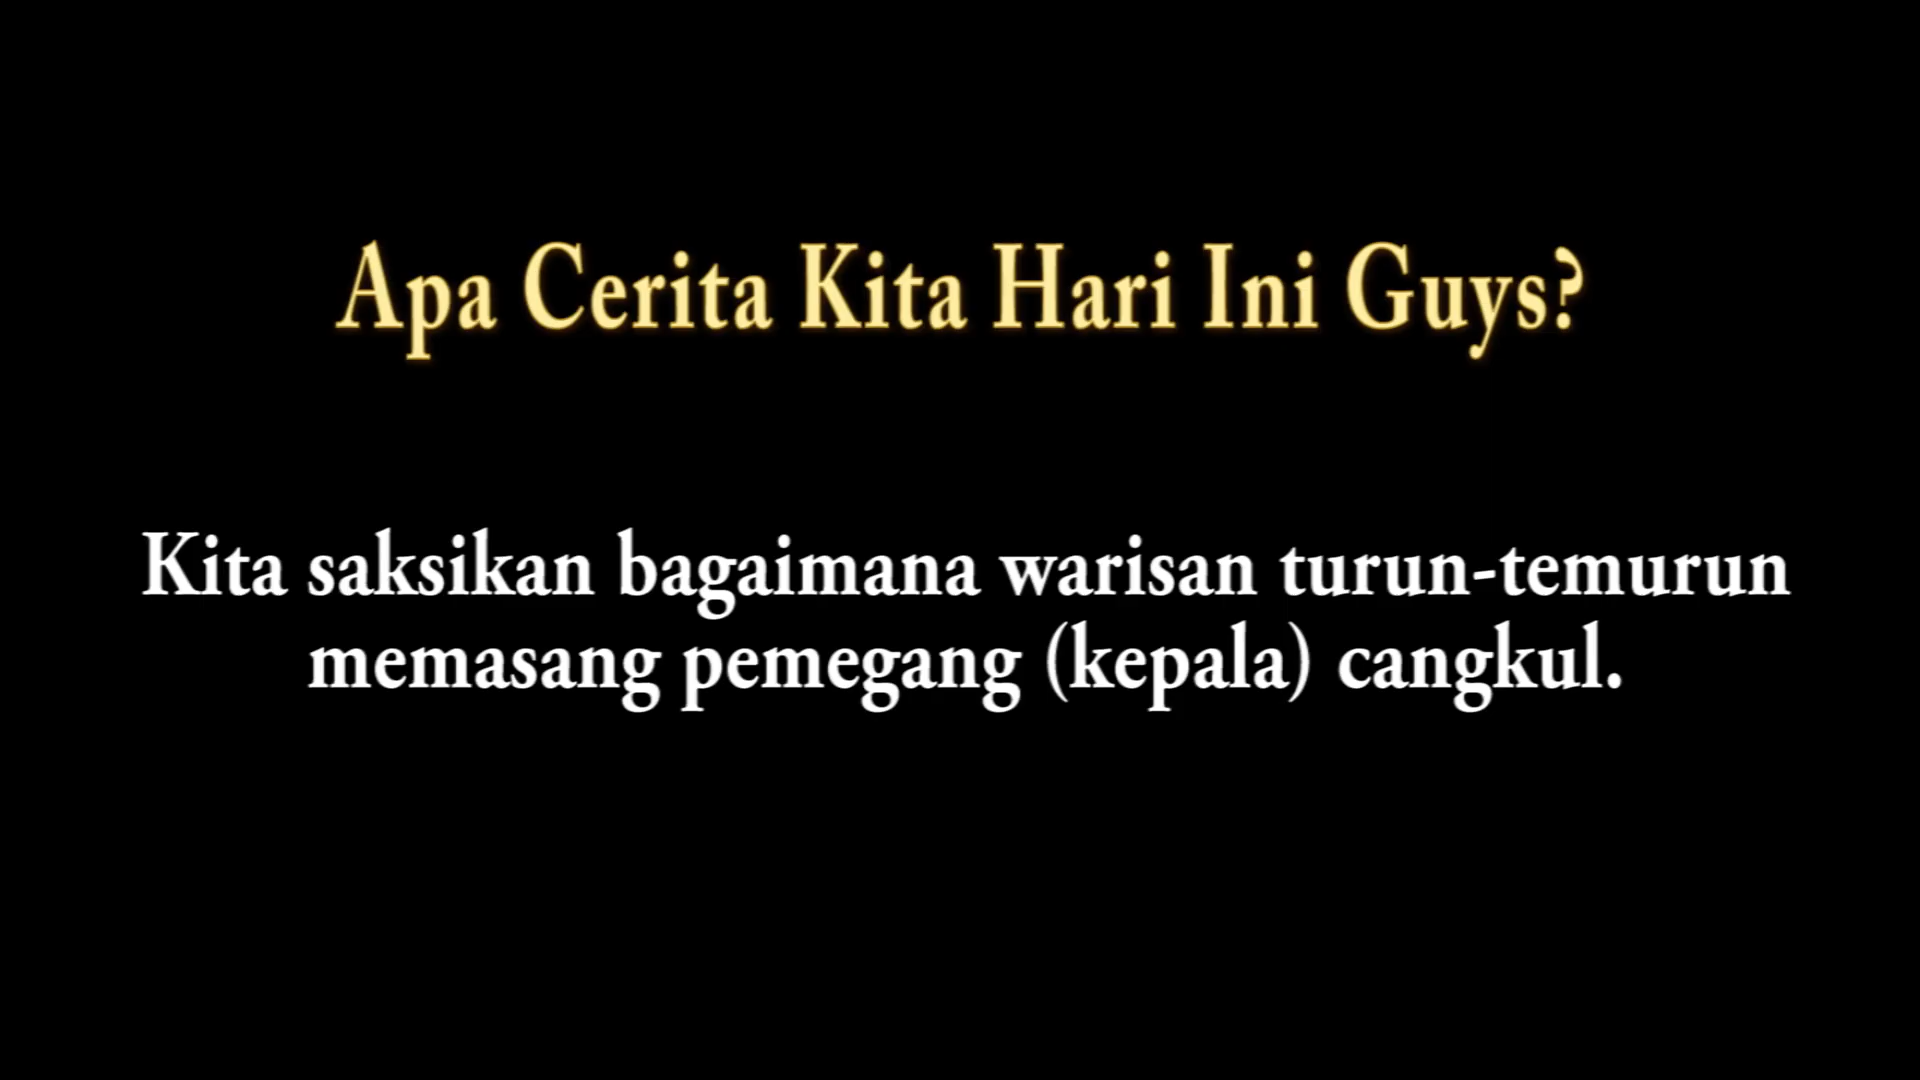 Apa Cerita Kita Hari Ini Guys?
Kita saksikan bagaimana warisan turun-temurun
memasang pemegang (kepala) cangkul.